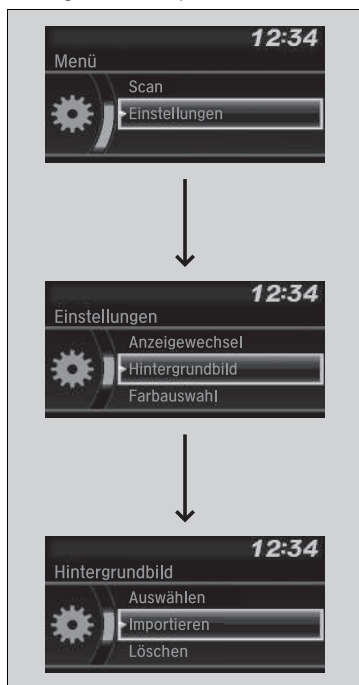 12:34
Menü
Scan
Einstellungen
12:34
Einstellungen
Anzeigewechsel
Hintergrundbild
Farbauswahl
12:34
Hintergrundbild
Auswählen
Importieren
Löschen